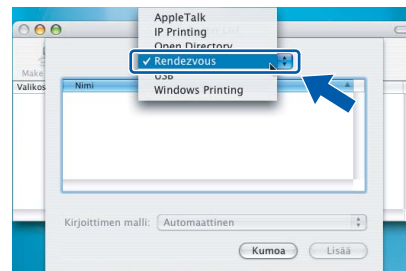 AppleTalk
IP Printing
Open Directory
✓ Rendezvous
USB
Windows Printing
Make
Valikos
Nimi
Kirjoittimen malli: Automaattinen
Kumoa
Lisää